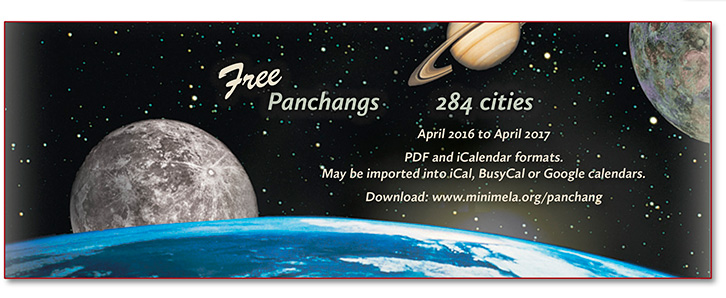 Free
Panchangs 284 cities
April 2016 to April 2017
PDF and iCalendar formats.
May be imported into iCal, BusyCal or Google calendars.
Download: www.minimela.org/panchang